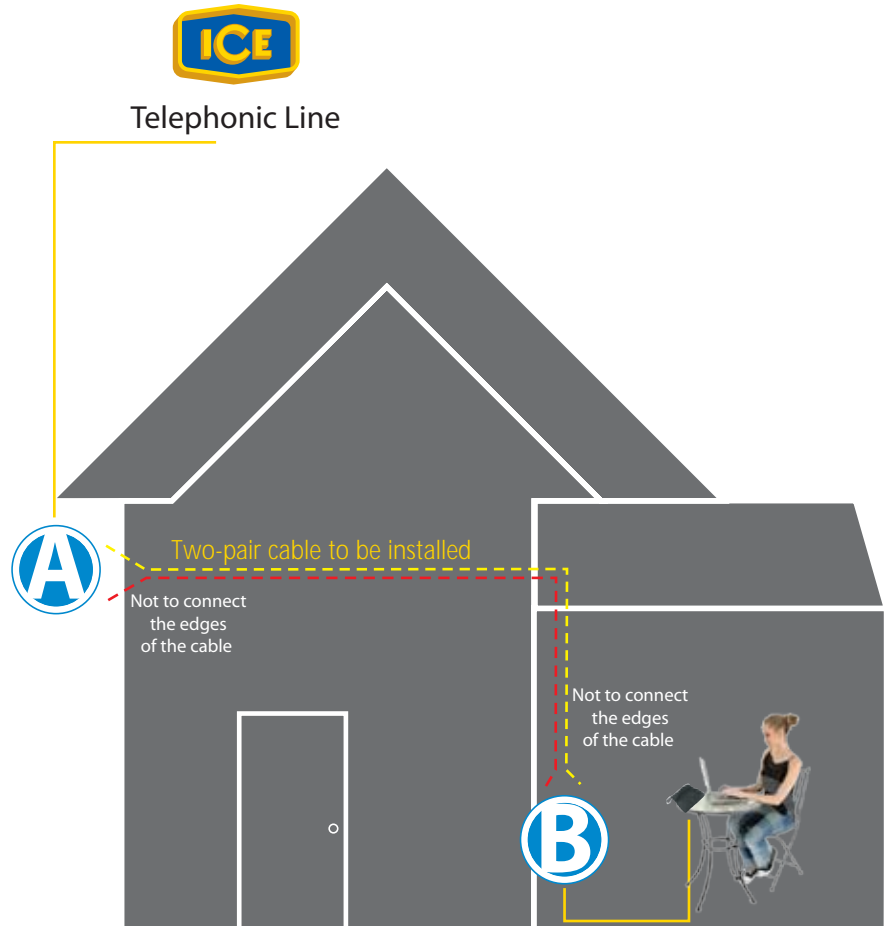 ICE
Telephonic Line
A
Two-pair cable to be installed
Not to connect
the edges
of the cable
Not to connect
the edges
of the cable
B